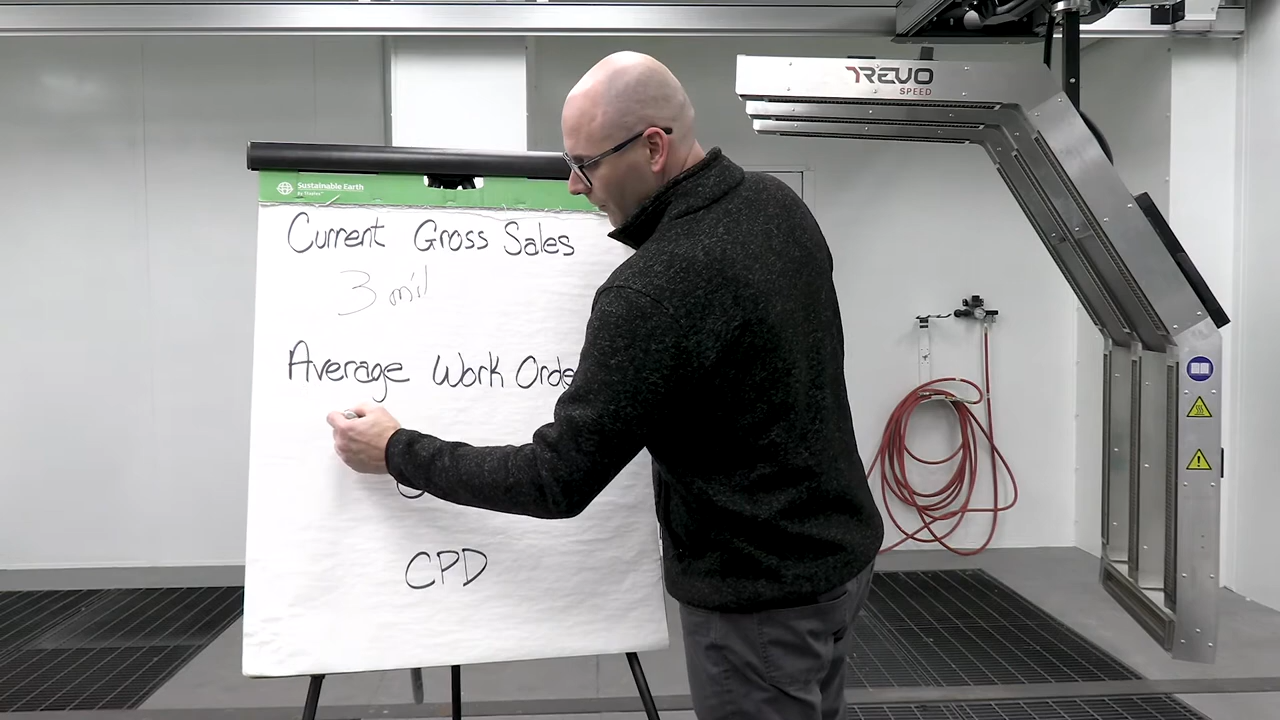 Sustainable Earth
Current Gross Sales
3 mil
Average Work Orde
CPD
TREVO
SPEED